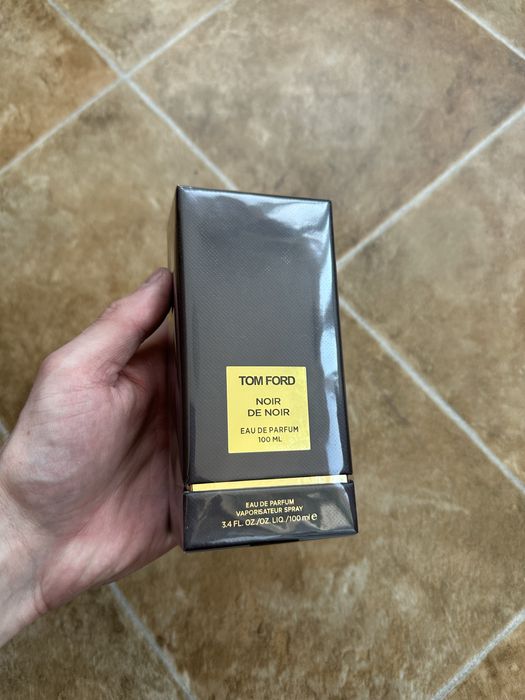 TOM FORD
NOIR
DE NOIR
EAU DE PARFUM
100 ML
EAU DE PARFUM
VAPORISATEUR SPRAY
3.4 FL. OZ./OZ. LIQ. /100 ml ℮